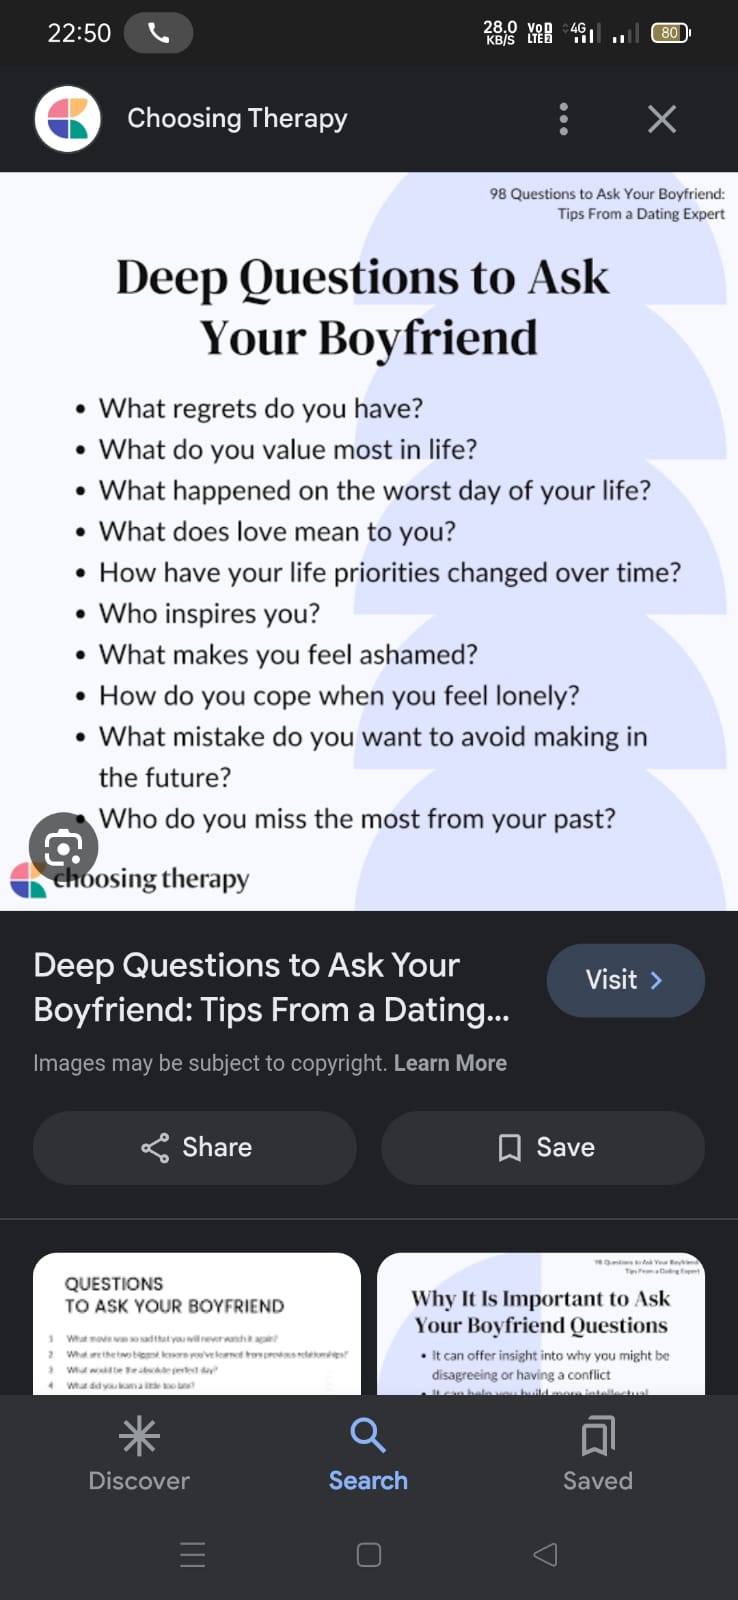 22:50
28.0
KB/S
VoD
LTE2
4G
80
Choosing Therapy
98 Questions to Ask Your Boyfriend:
Tips From a Dating Expert
Deep Questions to Ask
Your Boyfriend
• What regrets do you have?
• What do you value most in life?
• What happened on the worst day of your life?
• What does love mean to you?
• How have your life priorities changed over time?
• Who inspires you?
• What makes you feel ashamed?
• How do you cope when you feel lonely?
• What mistake do you want to avoid making in
the future?
• Who do you miss the most from your past?
choosing therapy
Deep Questions to Ask Your
Boyfriend: Tips From a Dating...
Visit
Images may be subject to copyright. Learn More
Share
Save
QUESTIONS
TO ASK YOUR BOYFRIEND
1 What movie was so sad that you will never watch it again?
2 What are the two biggest lessons you've learned from previous relationships?
3 What would be the absolute perfect day?
4 What did you learn a little too late?
98 Questions to Ask Your Boyfriend:
Tips From a Dating Expert
Why It Is Important to Ask
Your Boyfriend Questions
• It can offer insight into why you might be
disagreeing or having a conflict
• It can help you build more intellectual
Discover
Search
Saved